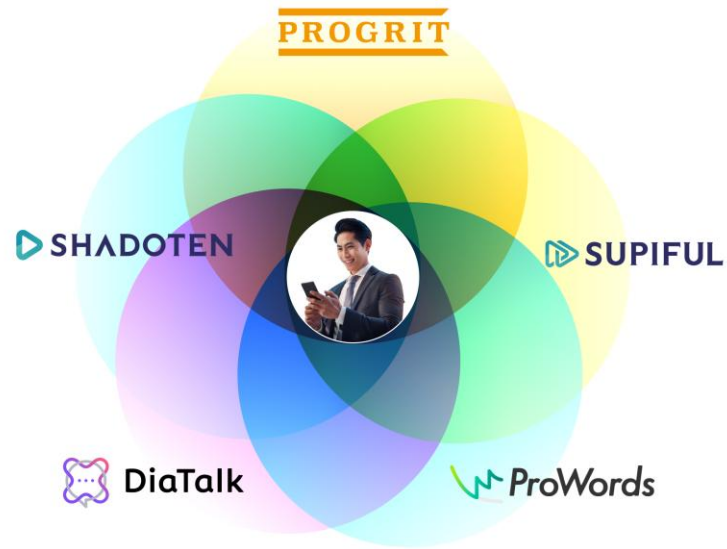 PROGRIT
SHADOTEN
SUPIFUL
DiaTalk
ProWords